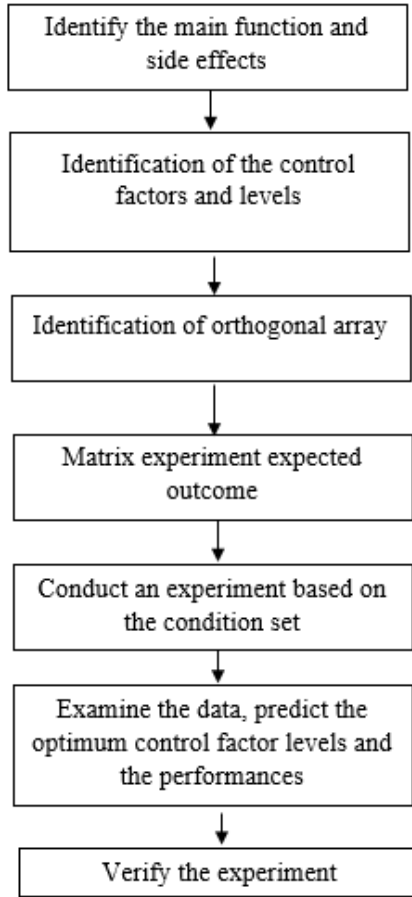 Identify the main function and
side effects
Identification of the control
factors and levels
Identification of orthogonal array
Matrix experiment expected
outcome
Conduct an experiment based on
the condition set
Examine the data, predict the
optimum control factor levels and
the performances
Verify the experiment